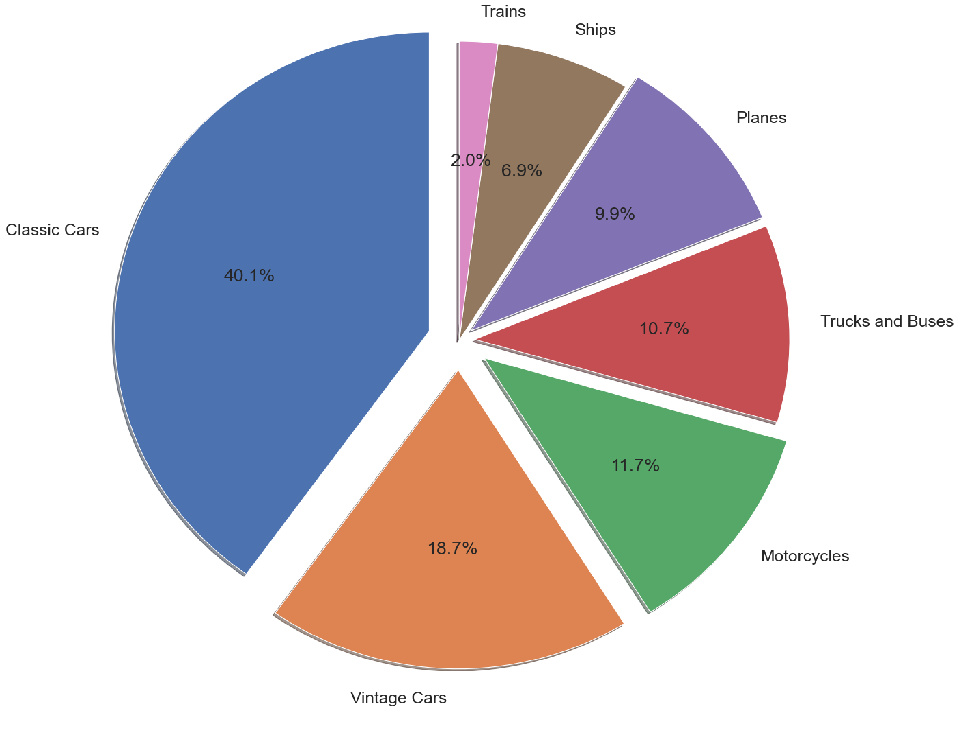 Trains
Ships
Planes
2.0%
6.9%
9.9%
Classic Cars
40.1%
Trucks and Buses
10.7%
11.7%
18.7%
Motorcycles
Vintage Cars